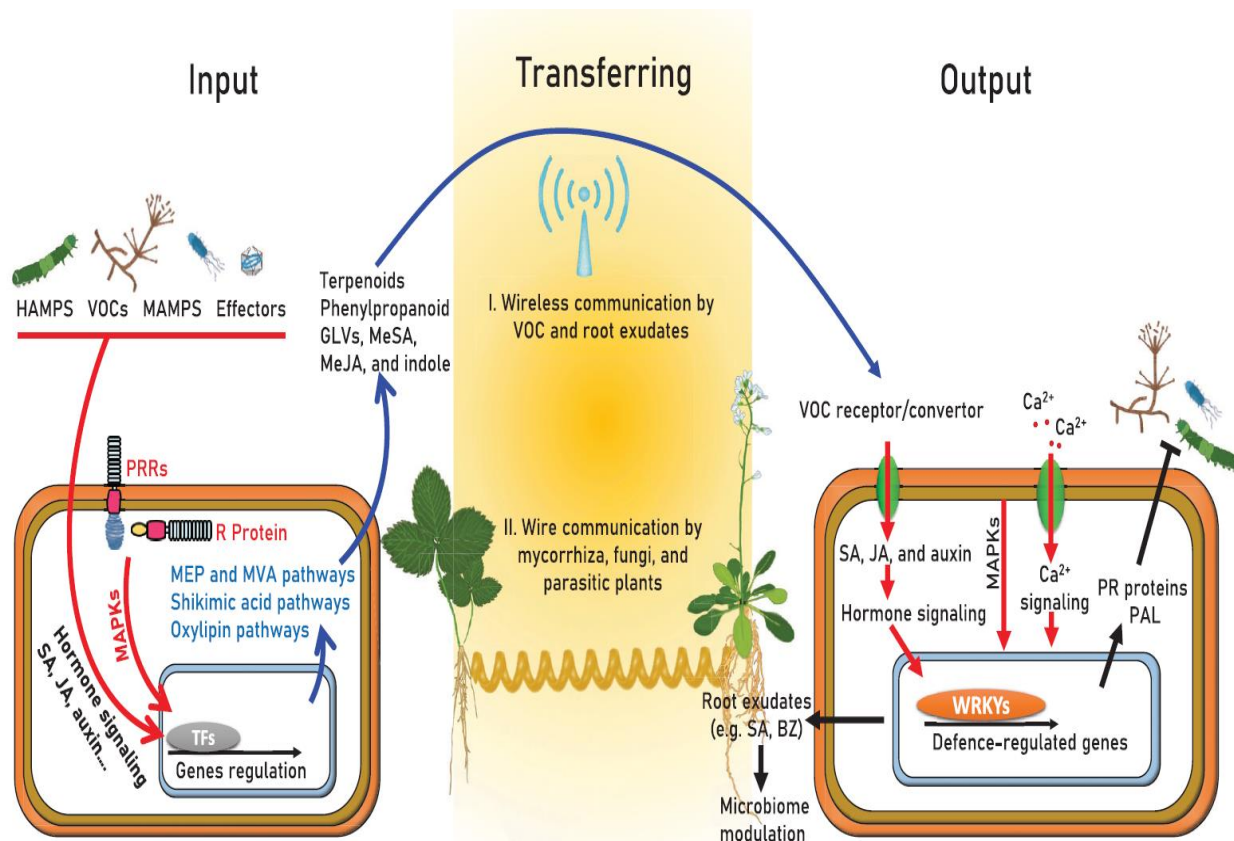 Input
Transferring
Output
HAMPS
VOCs
MAMPS
Effectors
Terpenoids
Phenylpropanoid
GLVs, MeSA,
MeJA, and indole
I. Wireless communication by
VOC and root exudates
PRRs
R Protein
MEP and MVA pathways
Shikimic acid pathways
Oxylipin pathways
MAPKs
Hormone signaling
SA, JA, auxin....
TFs
Genes regulation
II. Wire communication by
mycorrhiza, fungi, and
parasitic plants
Root exudates
(e.g. SA, BZ)
Microbiome
modulation
VOC receptor/convertor
Ca²⁺
Ca²⁺
SA, JA, and auxin
Hormone signaling
MAPKs
Ca²⁺
signaling
PR proteins
PAL
WRKYs
Defence-regulated genes